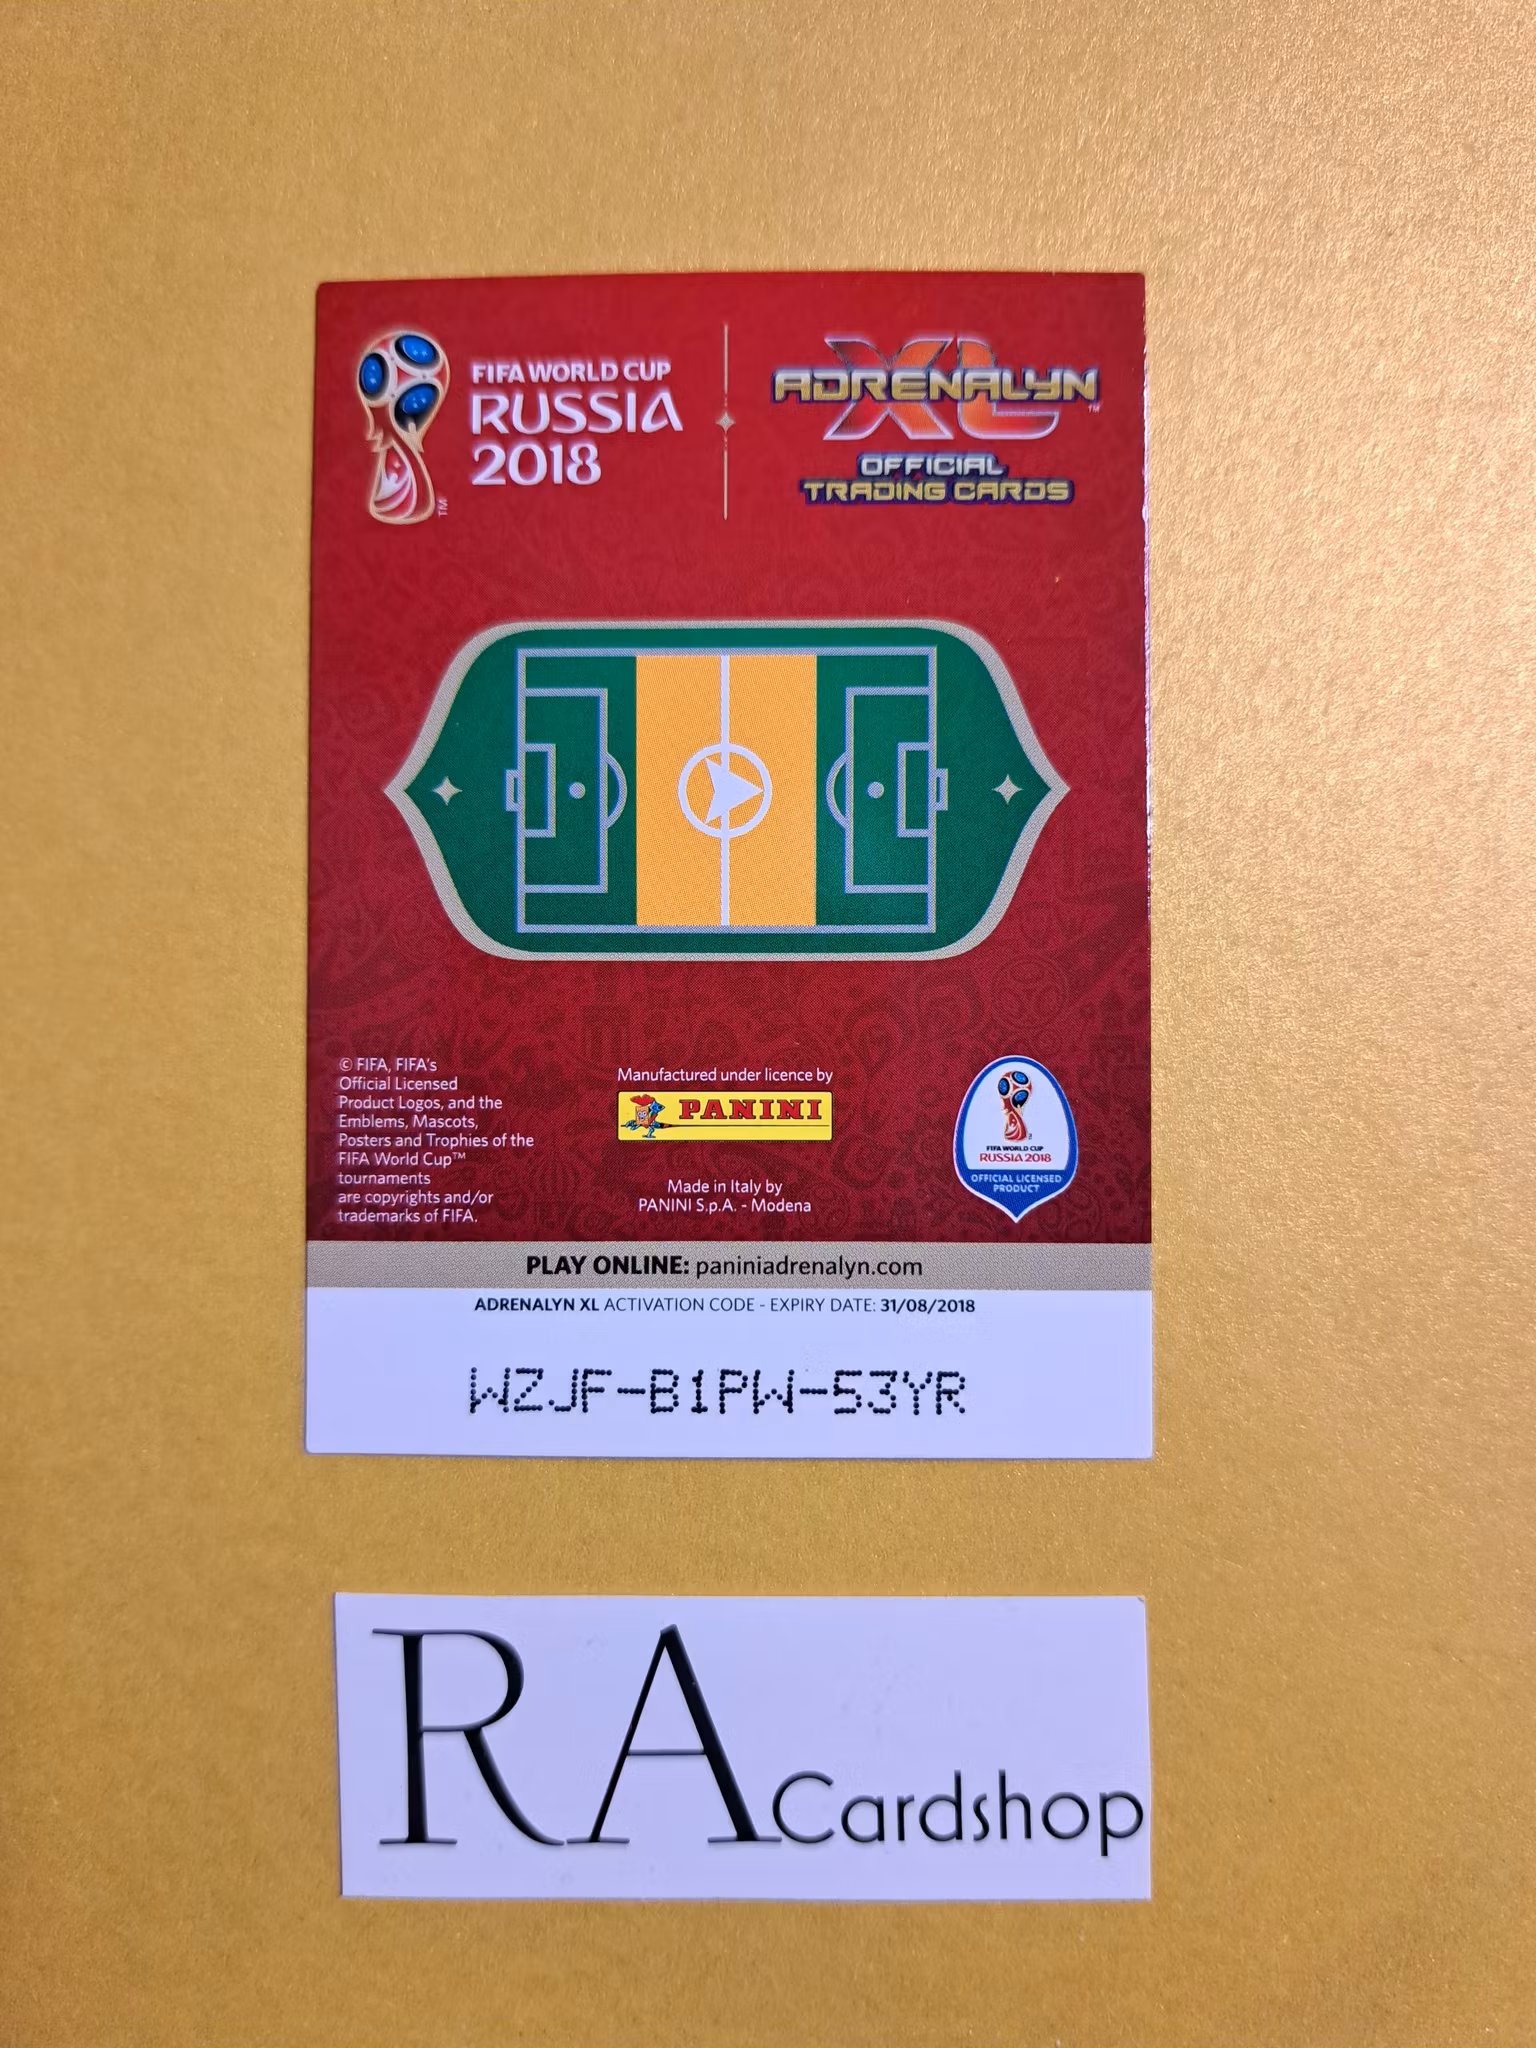 FIFA WORLD CUP
RUSSIA
2018
TM
ADRENALYN
XL
TM
OFFICIAL
TRADING CARDS
© FIFA, FIFA's
Official Licensed
Product Logos, and the
Emblems, Mascots,
Posters and Trophies of the
FIFA World Cup™
tournaments
are copyrights and/or
trademarks of FIFA.
Manufactured under licence by
PANINI
Made in Italy by
PANINI S.p.A. - Modena
FIFA WORLD CUP
RUSSIA 2018
OFFICIAL LICENSED
PRODUCT
PLAY ONLINE: paniniadrenalyn.com
ADRENALYN XL ACTIVATION CODE - EXPIRY DATE: 31/08/2018
WZJF-B1PW-53YR
RA Cardshop